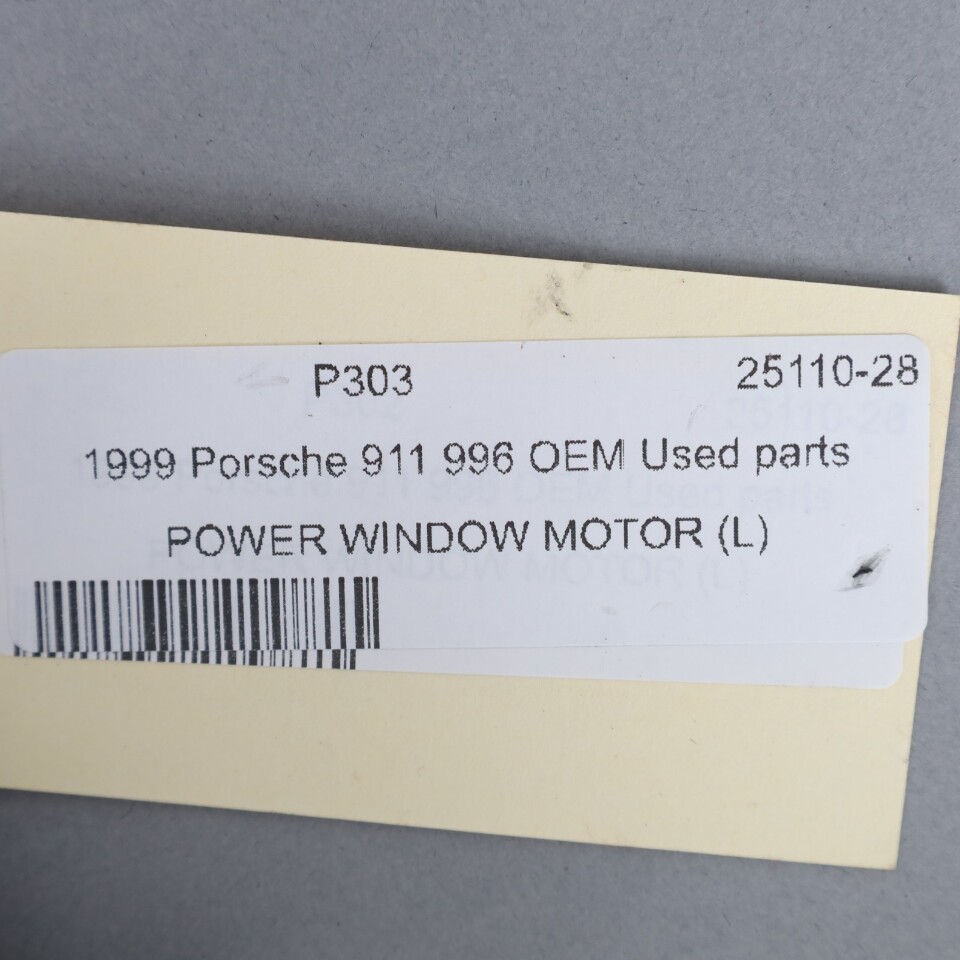 P303 25110-28
1999 Porsche 911 996 OEM Used parts
POWER WINDOW MOTOR (L)